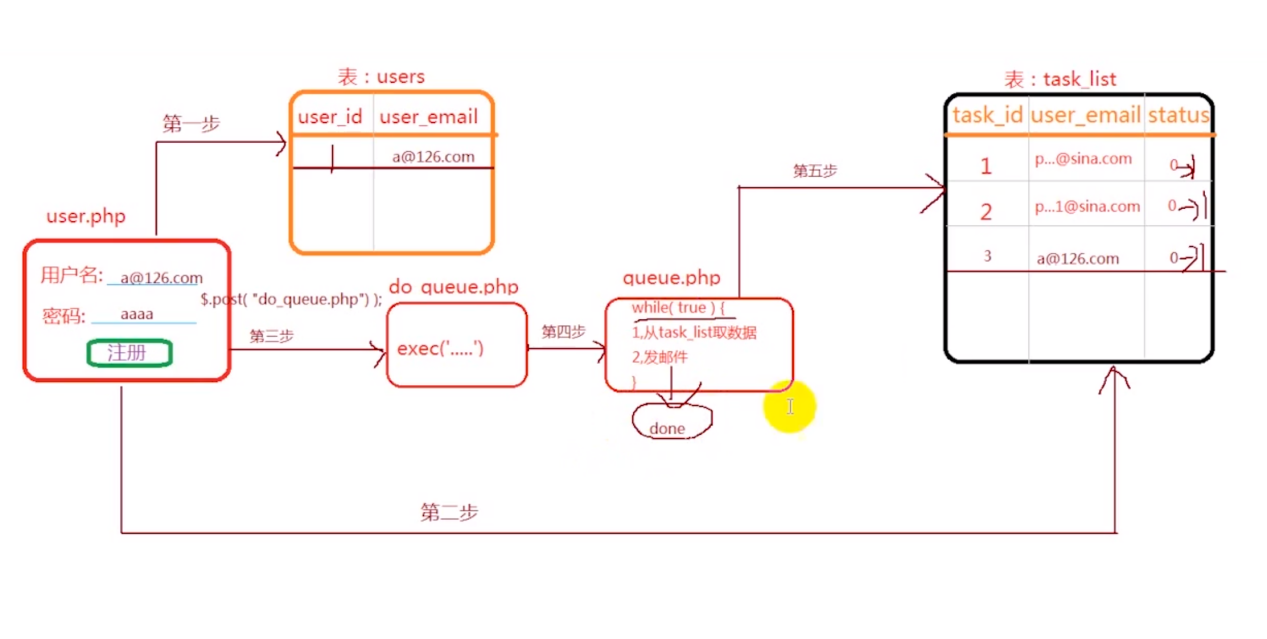 表：users
user_id user_email
1 a@126.com
第一步
user.php
用户名: a@126.com
密码: aaaa
注册
$.post( "do_queue.php") );
第三步
do_queue.php
exec('.....')
第四步
queue.php
while( true ) {
1,从task_list取数据
2,发邮件
}
done
第五步
表：task_list
task_id user_email status
1 p...@sina.com 0→1
2 p...1@sina.com 0→1
3 a@126.com 0→1
第二步